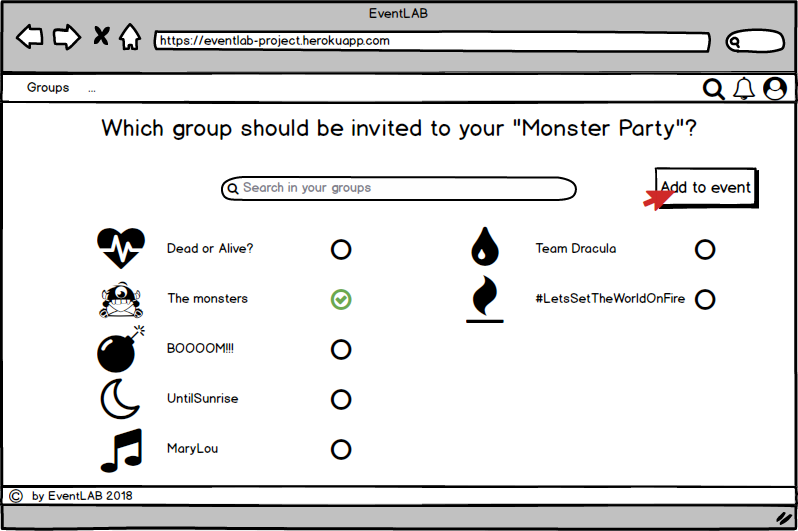 EventLAB
https://eventlab-project.herokuapp.com
Groups ...
Which group should be invited to your "Monster Party"?
Search in your groups
Add to event
Dead or Alive?
Team Dracula
The monsters
#LetsSetTheWorldOnFire
BOOOOM!!!
UntilSunrise
MaryLou
© by EventLAB 2018